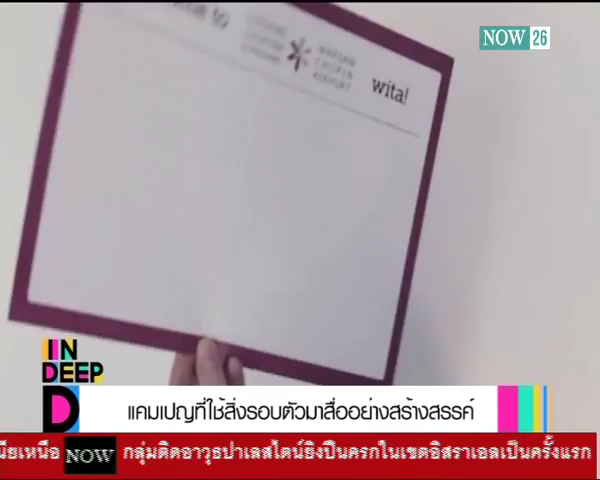 NOW 26
to
WARSAW
CHOPIN
AIRPORT
wita!
IN
DEEP
D
แคมเปญที่ใช้สิ่งรอบตัวมาสื่ออย่างสร้างสรรค์
NOW กลุ่มติดอาวุธปาเลสไตน์ยิงปืนครกในเขตอิสราเอลเป็นครั้งแรก